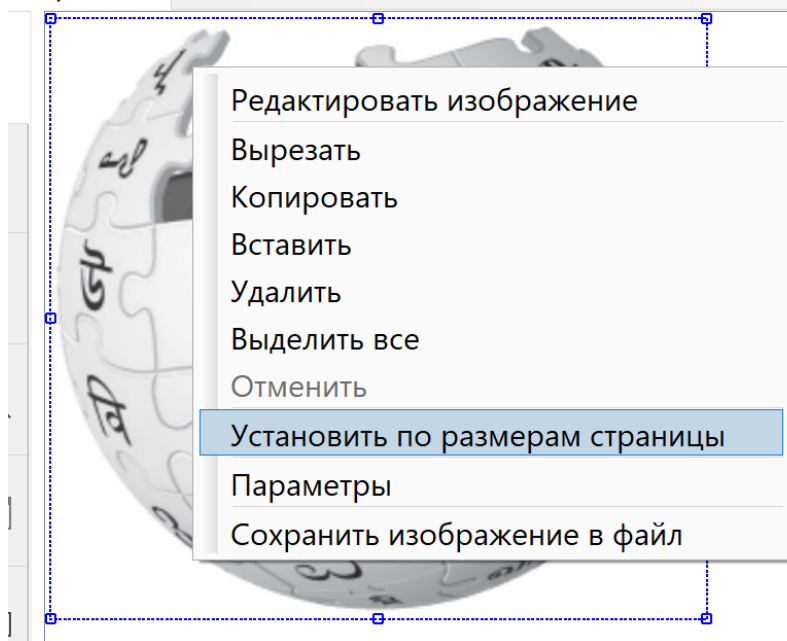 Редактировать изображение
Вырезать
Копировать
Вставить
Удалить
Выделить все
Отменить
Установить по размерам страницы
Параметры
Сохранить изображение в файл